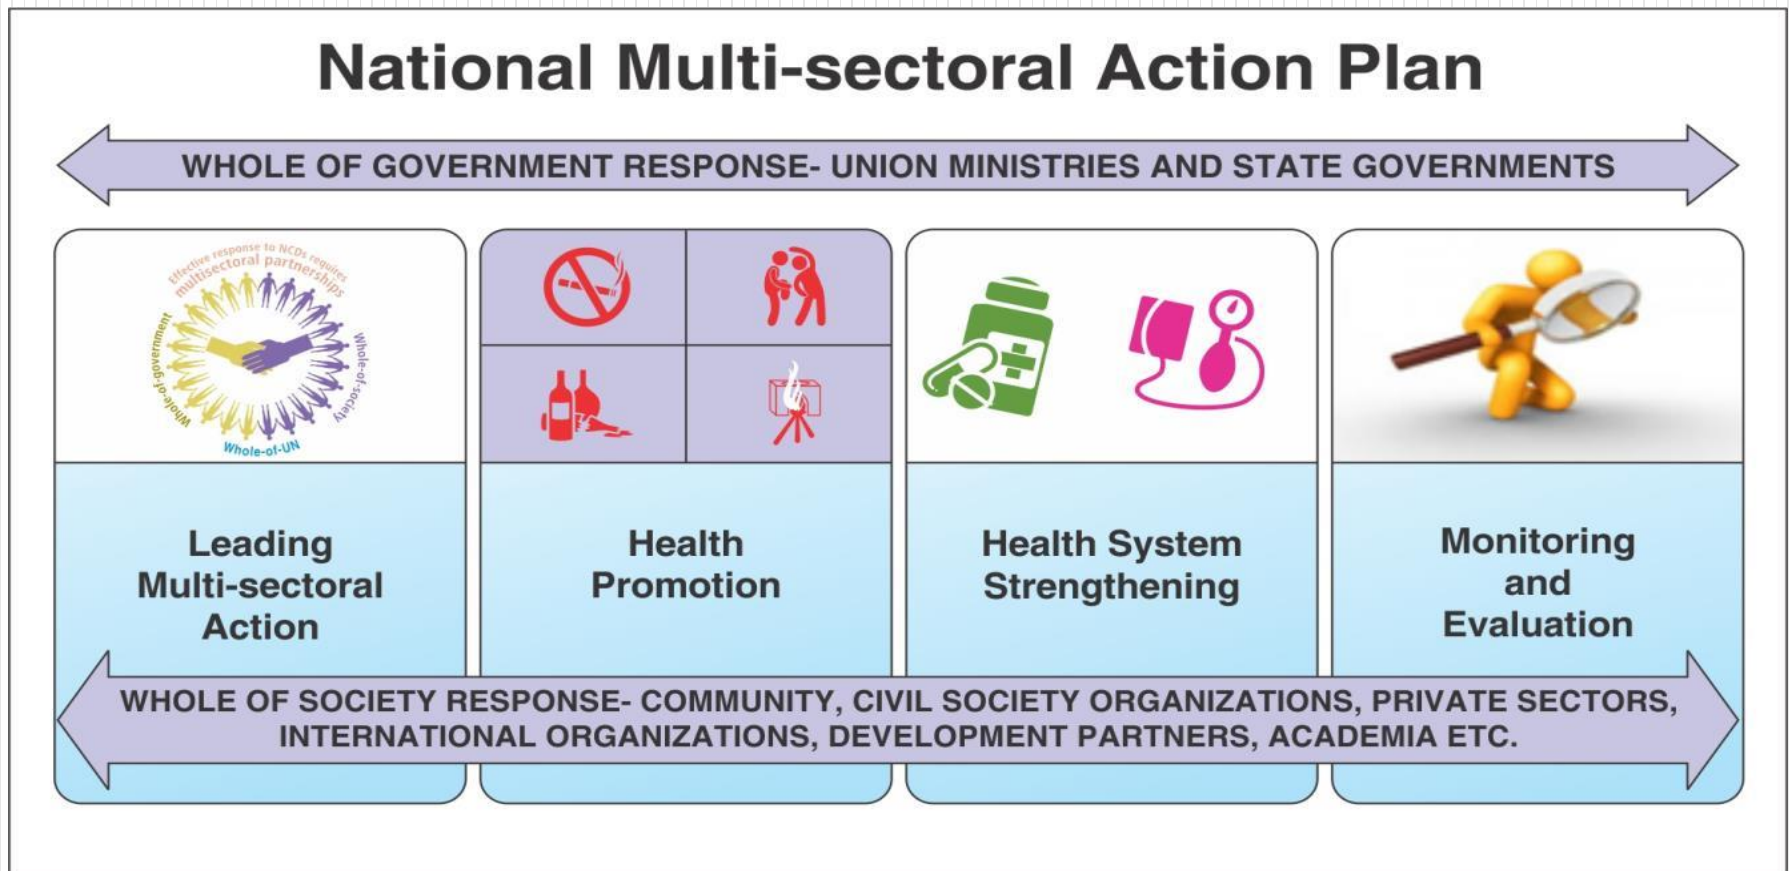 National Multi-sectoral Action Plan
WHOLE OF GOVERNMENT RESPONSE- UNION MINISTRIES AND STATE GOVERNMENTS
Effective response to NCDs requires
multisectoral partnerships
Whole-of-government
Whole-of-society
Whole-of-UN
Leading
Multi-sectoral
Action
Health
Promotion
Health System
Strengthening
Monitoring
and
Evaluation
WHOLE OF SOCIETY RESPONSE- COMMUNITY, CIVIL SOCIETY ORGANIZATIONS, PRIVATE SECTORS,
INTERNATIONAL ORGANIZATIONS, DEVELOPMENT PARTNERS, ACADEMIA ETC.